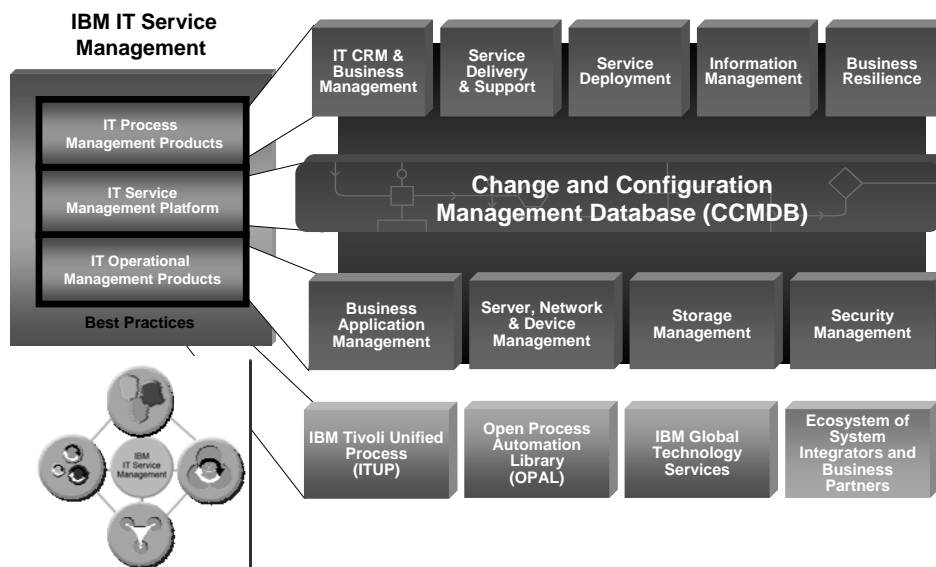 IBM IT Service
Management
IT Process
Management Products
IT Service
Management Platform
IT Operational
Management Products
Best Practices
IT CRM &
Business
Management
Service
Delivery
& Support
Service
Deployment
Information
Management
Business
Resilience
Change and Configuration
Management Database (CCMDB)
Business
Application
Management
Server, Network
& Device
Management
Storage
Management
Security
Management
IBM Tivoli Unified
Process
(ITUP)
Open Process
Automation
Library
(OPAL)
IBM Global
Technology
Services
Ecosystem of
System
Integrators and
Business
Partners
IBM
IT Service
Management